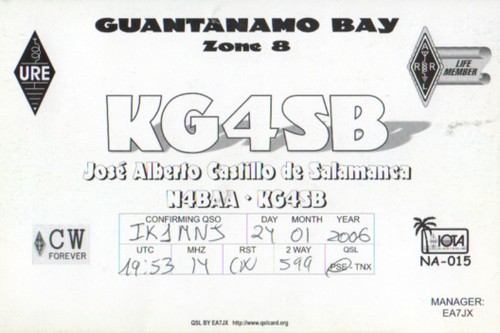 GUANTÁNAMO BAY
Zone 8
URE
ARRL
LIFE MEMBER
KG4SB
José Alberto Castillo de Salamanca
N4BAA · KG4SB
CONFIRMING QSO DAY MONTH YEAR
IK1MNJ 24 01 2006
UTC MHZ RST 2 WAY QSL
19:53 14 CW 599 PSE-TNX
CW
FOREVER
IOTA
NA-015
MANAGER:
EA7JX
QSL BY EA7JX http://www.qslcard.org